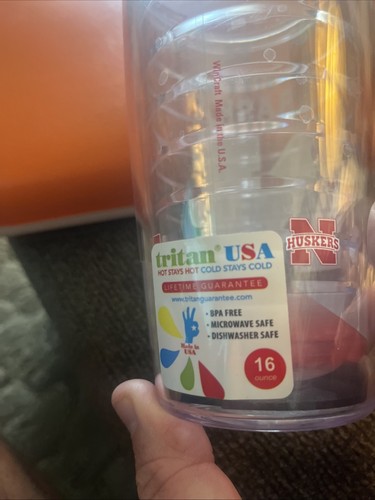 WinCraft Made in the U.S.A.
tritan® USA
HOT STAYS HOT COLD STAYS COLD
LIFETIME GUARANTEE
www.tritanguarantee.com
• BPA FREE
• MICROWAVE SAFE
• DISHWASHER SAFE
Made in
USA
16
OUNCE
N
HUSKERS